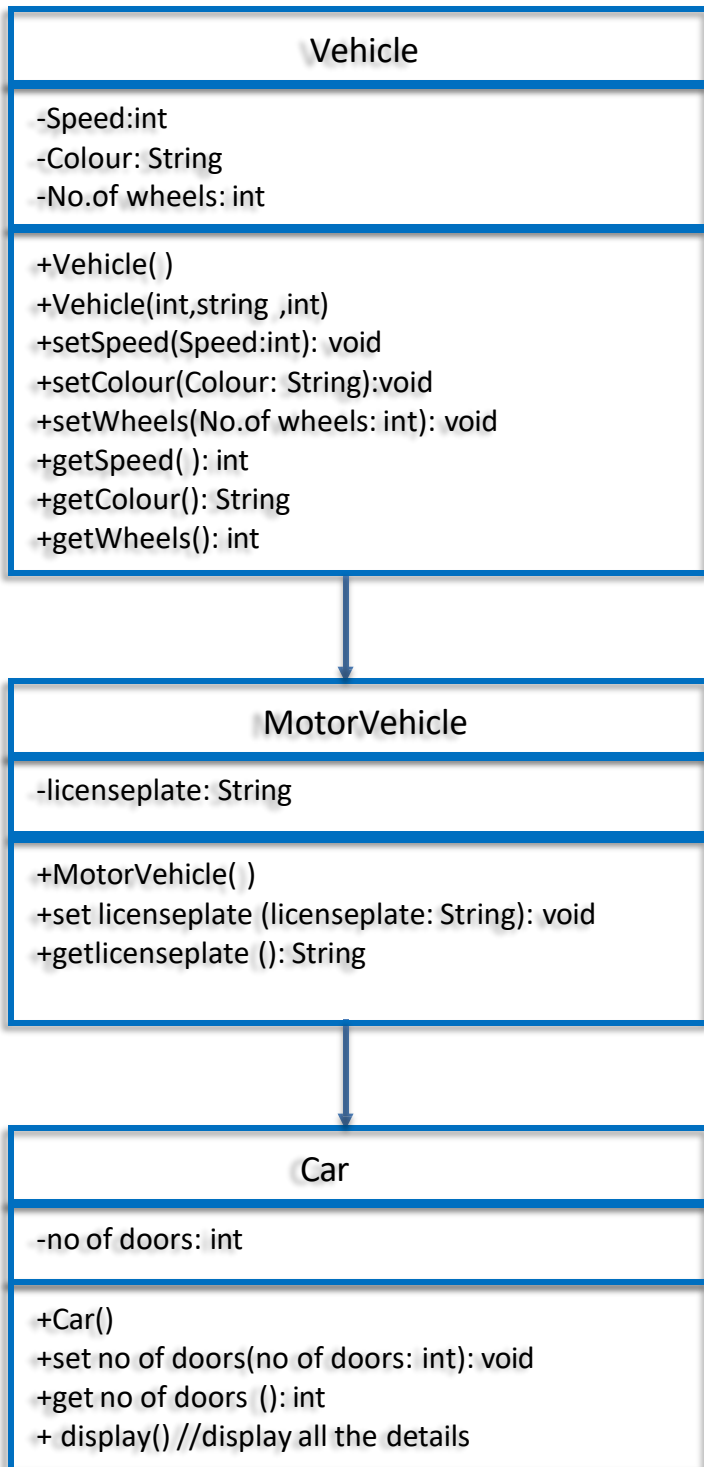 Vehicle
-Speed:int
-Colour: String
-No.of wheels: int
+Vehicle( )
+Vehicle(int,string ,int)
+setSpeed(Speed:int): void
+setColour(Colour: String):void
+setWheels(No.of wheels: int): void
+getSpeed( ): int
+getColour(): String
+getWheels(): int
MotorVehicle
-licenseplate: String
+MotorVehicle( )
+set licenseplate (licenseplate: String): void
+getlicenseplate (): String
Car
-no of doors: int
+Car()
+set no of doors(no of doors: int): void
+get no of doors (): int
+ display() //display all the details